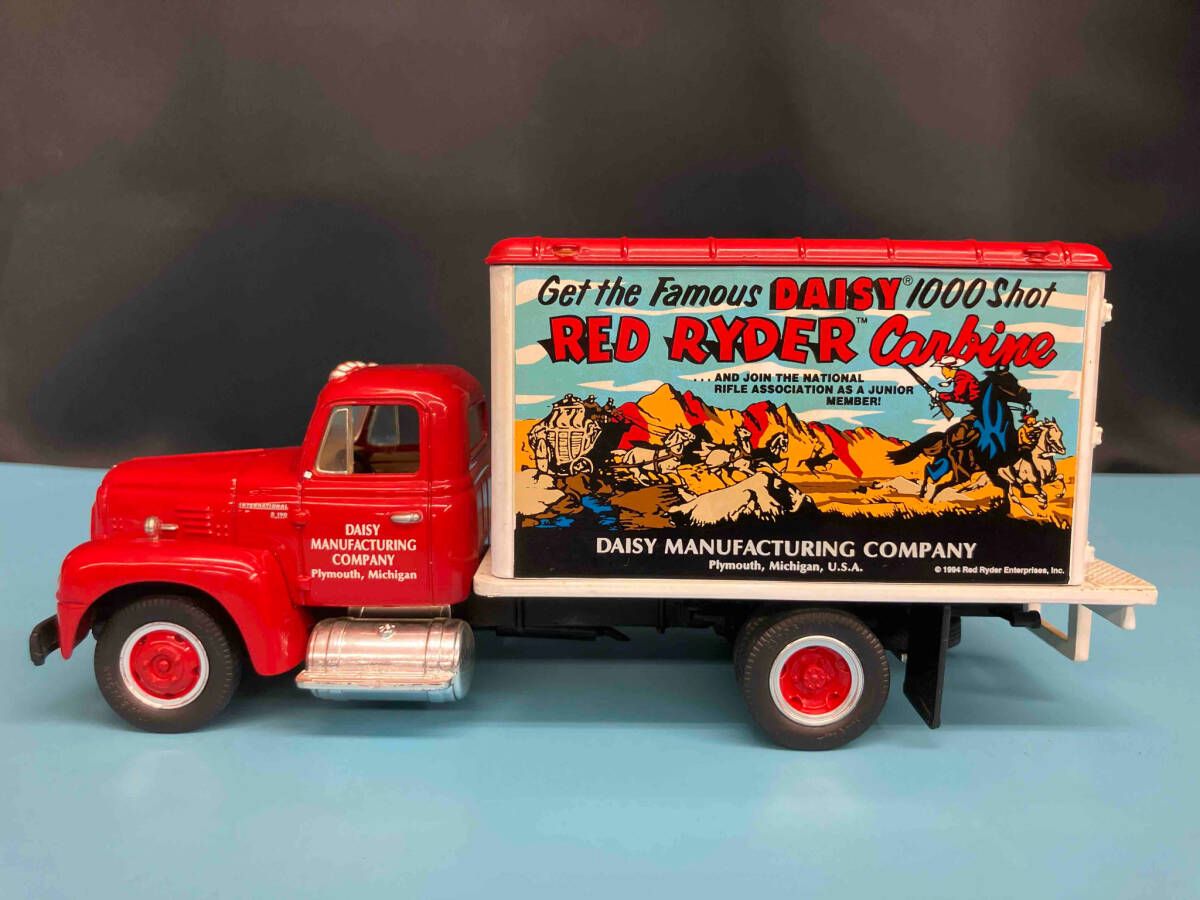 Get the Famous DAISY® 1000 Shot
RED RYDER™ Carbine
...AND JOIN THE NATIONAL
RIFLE ASSOCIATION AS A JUNIOR
MEMBER!
DAISY MANUFACTURING COMPANY
Plymouth, Michigan, U.S.A.
© 1994 Red Ryder Enterprises, Inc.
INTERNATIONAL
R 190
DAISY
MANUFACTURING
COMPANY
Plymouth, Michigan